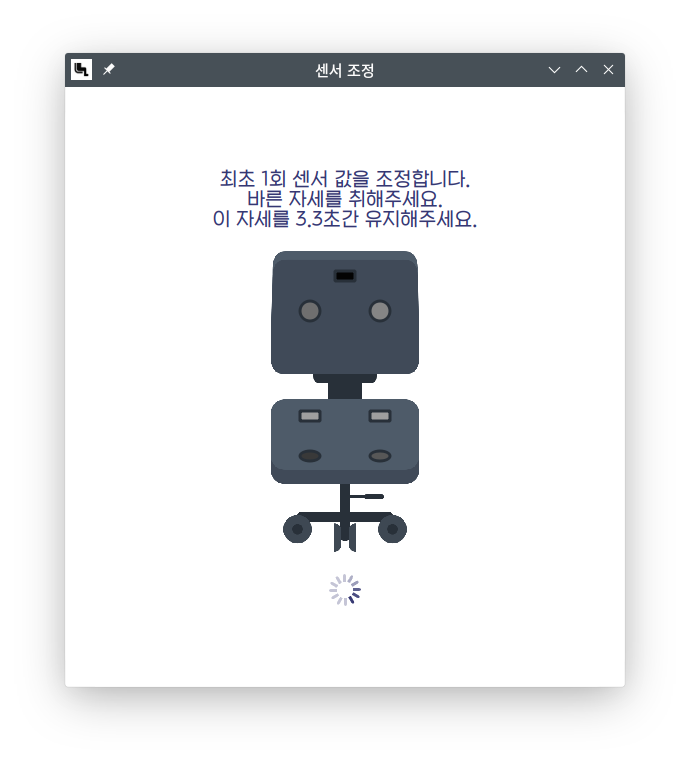 센서 조정
최초 1회 센서 값을 조정합니다.
바른 자세를 취해주세요.
이 자세를 3.3초간 유지해주세요.